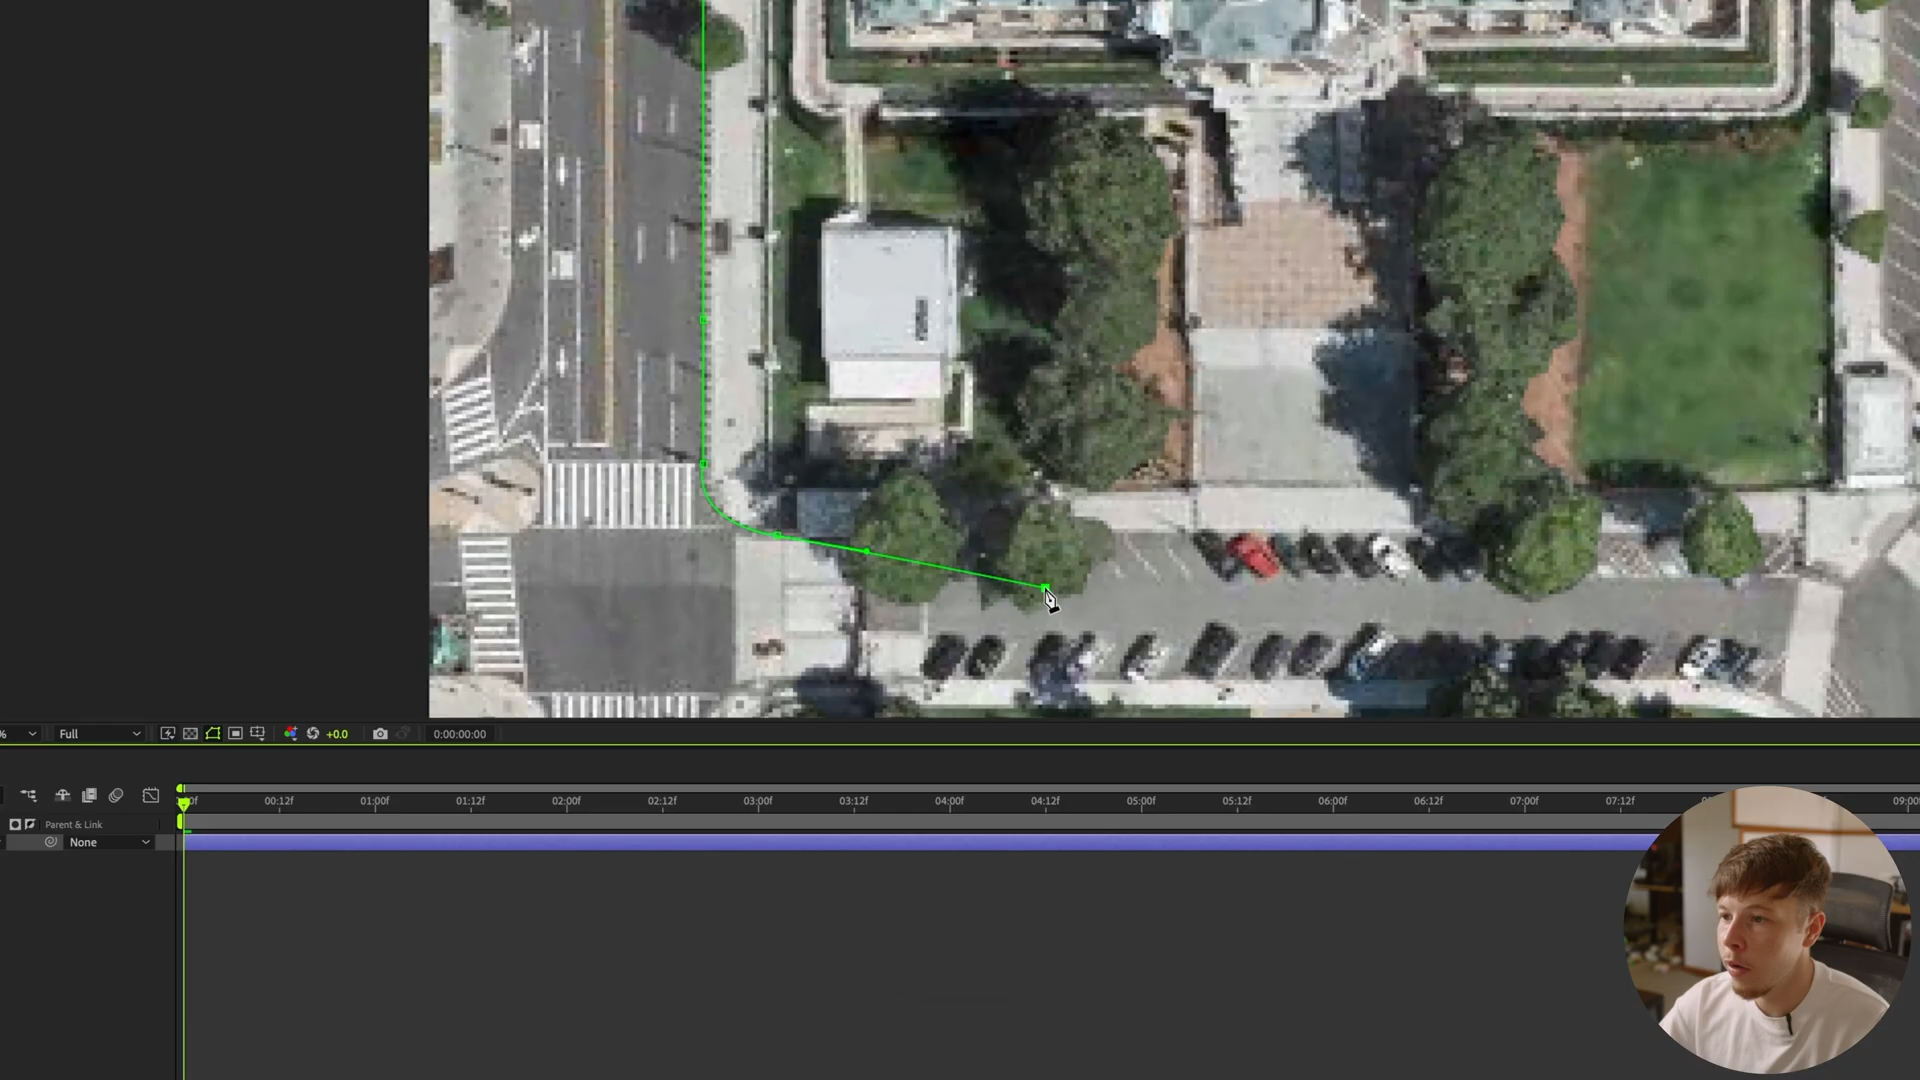 %
Full
+0.0
0:00:00:00
00:12f
01:00f
01:12f
02:00f
02:12f
03:00f
03:12f
04:00f
04:12f
05:00f
05:12f
06:00f
06:12f
07:00f
07:12f
09:00f
Parent & Link
None